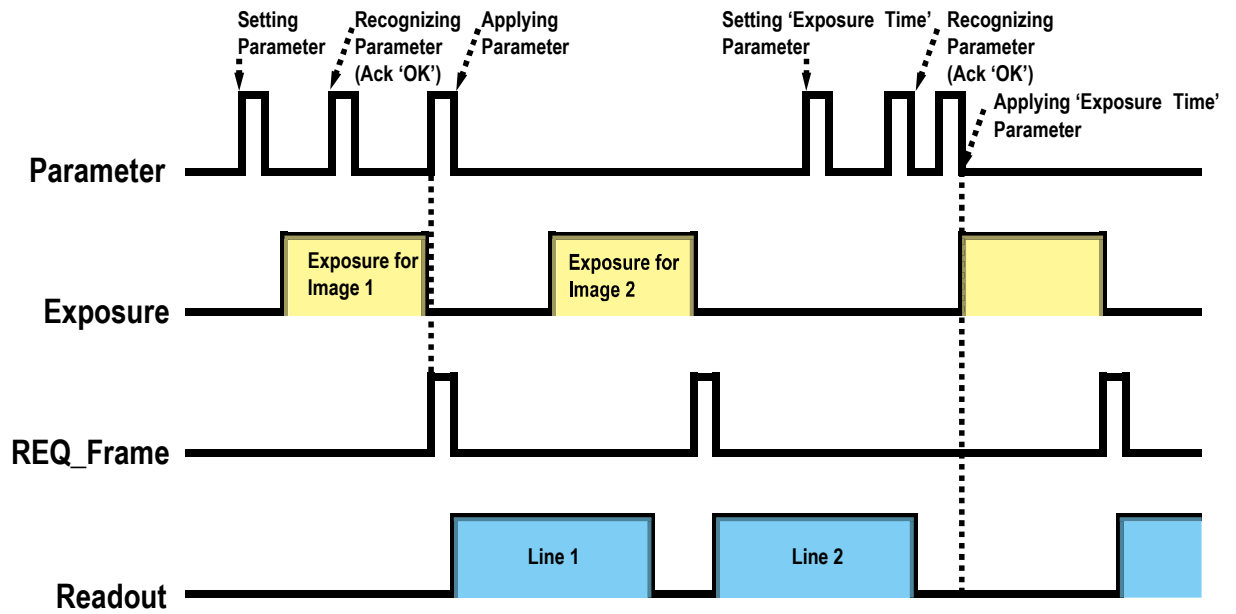 Setting
Parameter
Recognizing
Parameter
(Ack ‘OK’)
Applying
Parameter
Setting ‘Exposure Time’
Parameter
Recognizing
Parameter
(Ack ‘OK’)
Applying ‘Exposure Time’
Parameter
Parameter
Exposure for
Image 1
Exposure for
Image 2
Exposure
REQ_Frame
Line 1
Line 2
Readout